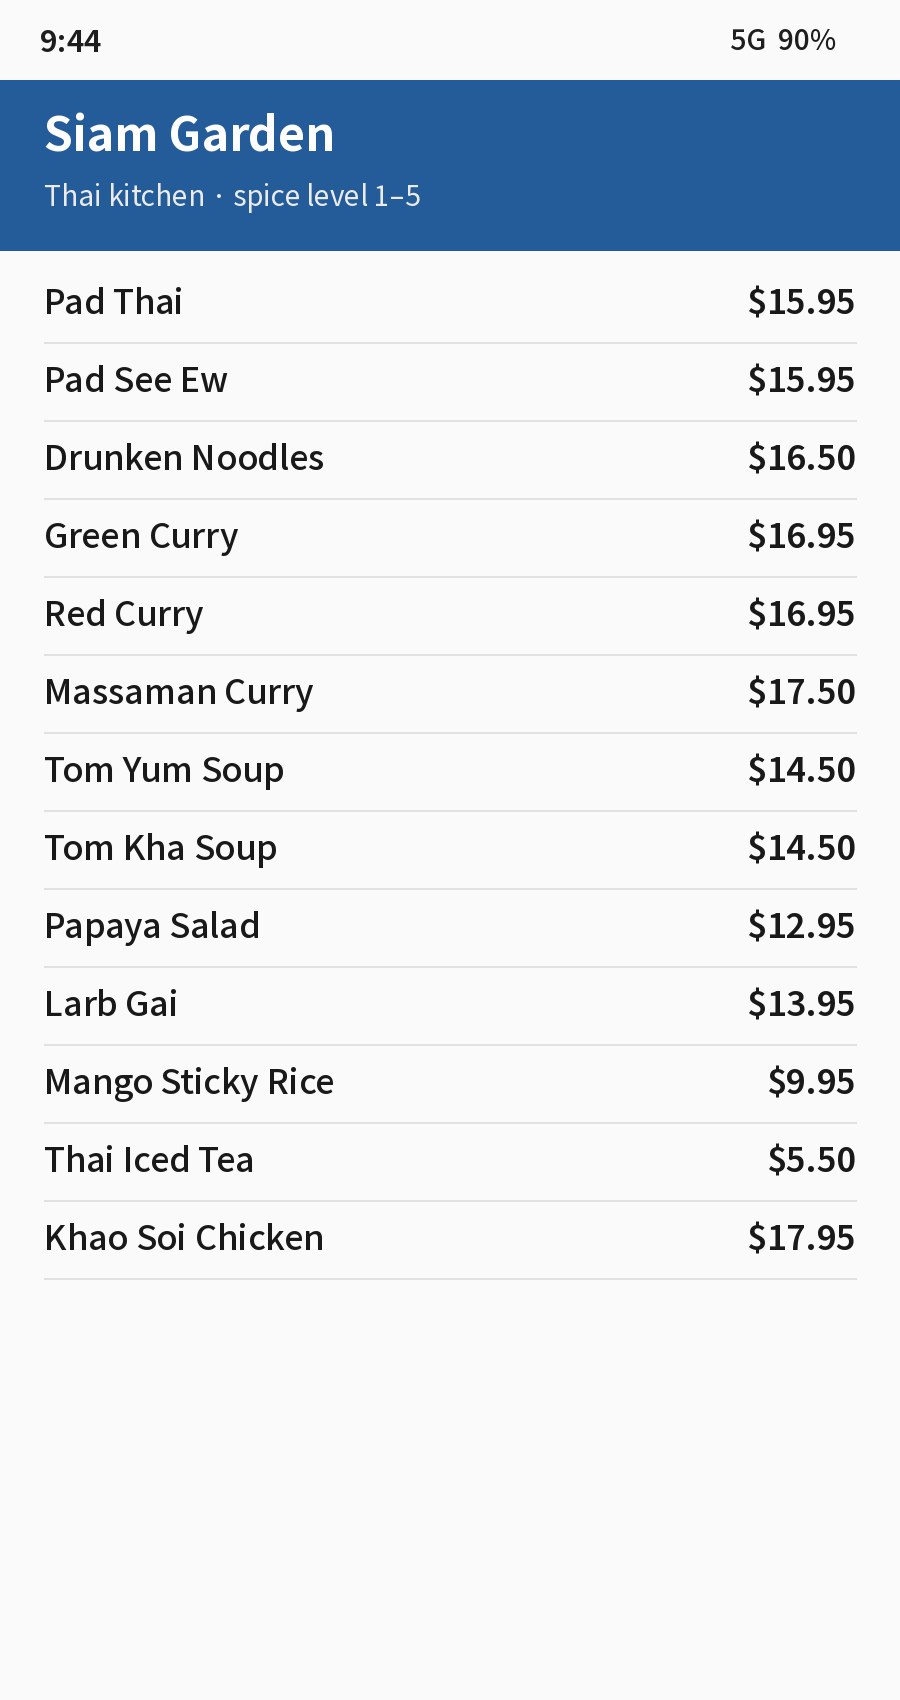 9:44 5G 90%
Siam Garden
Thai kitchen · spice level 1–5
Pad Thai $15.95
Pad See Ew $15.95
Drunken Noodles $16.50
Green Curry $16.95
Red Curry $16.95
Massaman Curry $17.50
Tom Yum Soup $14.50
Tom Kha Soup $14.50
Papaya Salad $12.95
Larb Gai $13.95
Mango Sticky Rice $9.95
Thai Iced Tea $5.50
Khao Soi Chicken $17.95